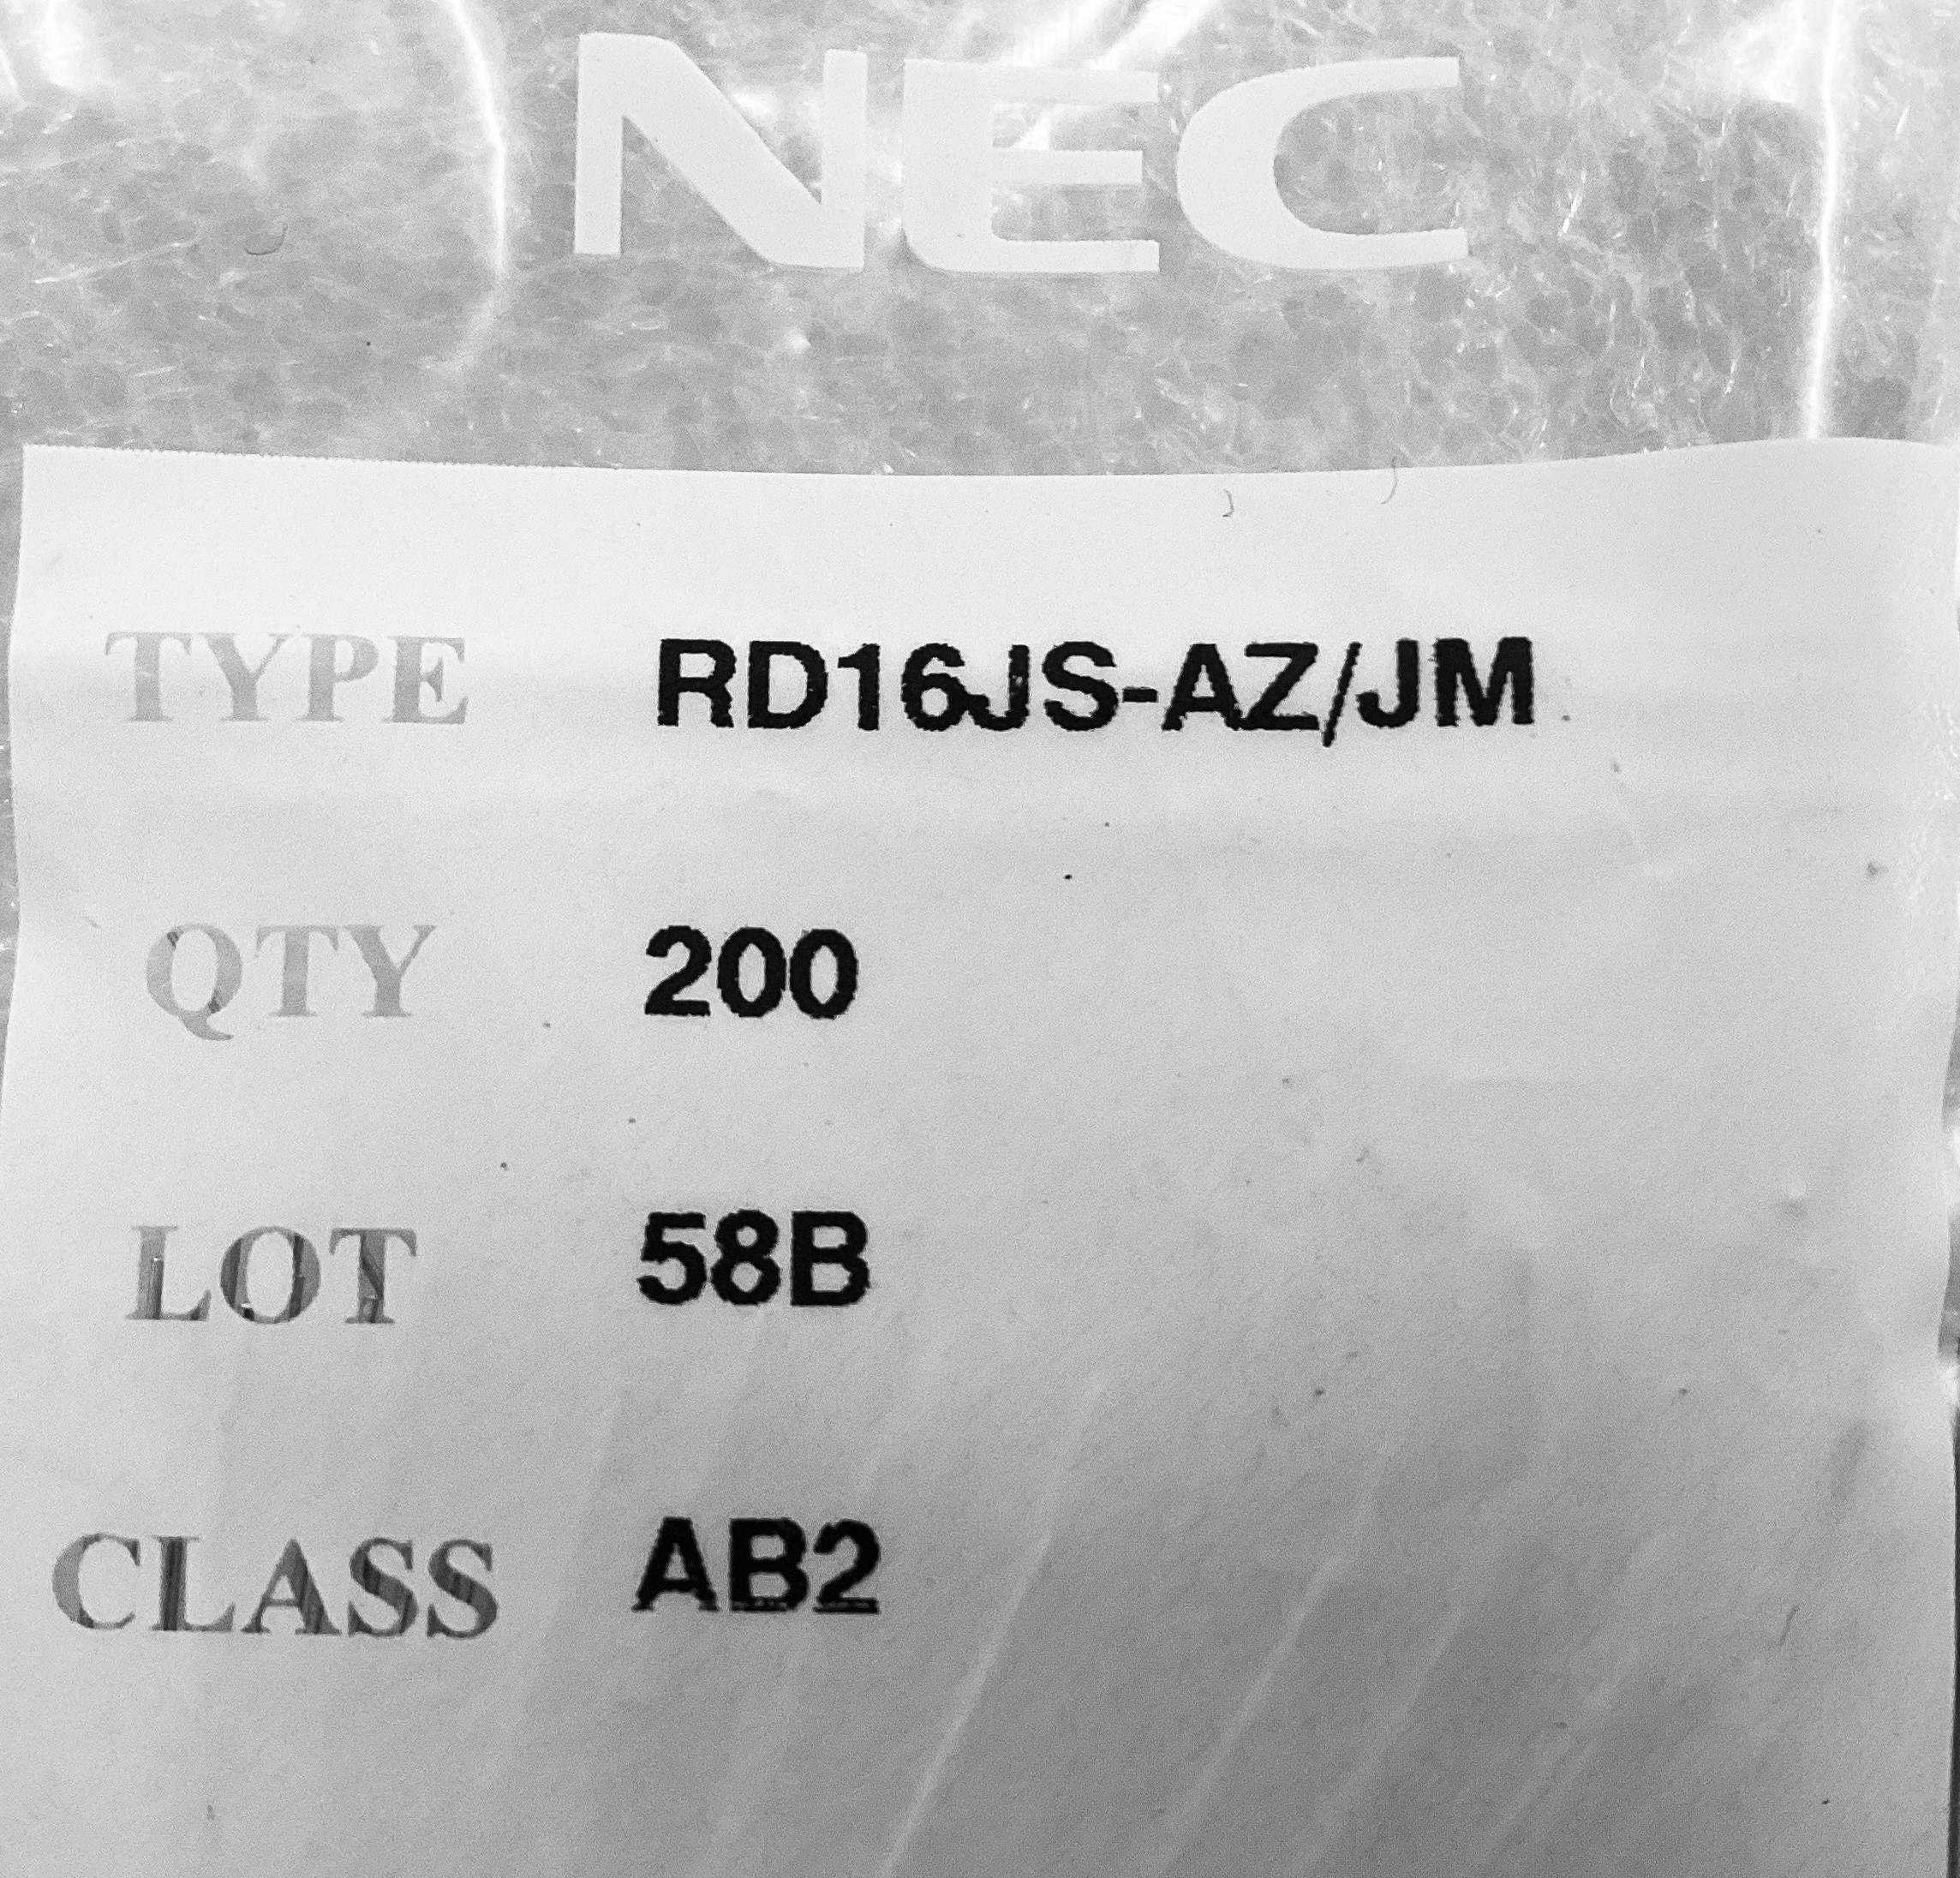 NEC
TYPE RD16JS-AZ/JM
QTY 200
LOT 58B
CLASS AB2